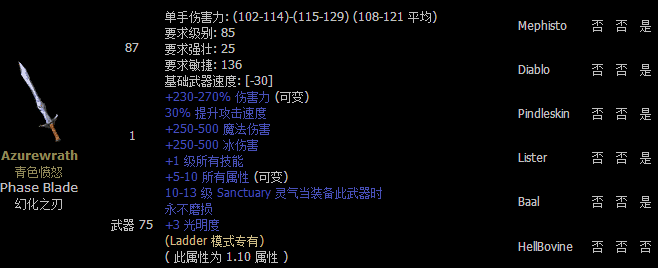 Azurewrath
青色愤怒
Phase Blade
幻化之刃
87
1
武器 75
单手伤害力: (102-114)-(115-129) (108-121 平均)
要求级别: 85
要求强壮: 25
要求敏捷: 136
基础武器速度: [-30]
+230-270% 伤害力 (可变)
30% 提升攻击速度
+250-500 魔法伤害
+250-500 冰伤害
+1 级所有技能
+5-10 所有属性 (可变)
10-13 级 Sanctuary 灵气当装备此武器时
永不磨损
+3 光明度
(Ladder 模式专有)
( 此属性为 1.10 属性 )
Mephisto 否 否 是
Diablo 否 否 是
Pindleskin 否 否 是
Lister 否 否 是
Baal 否 否 是
HellBovine 否 否 否